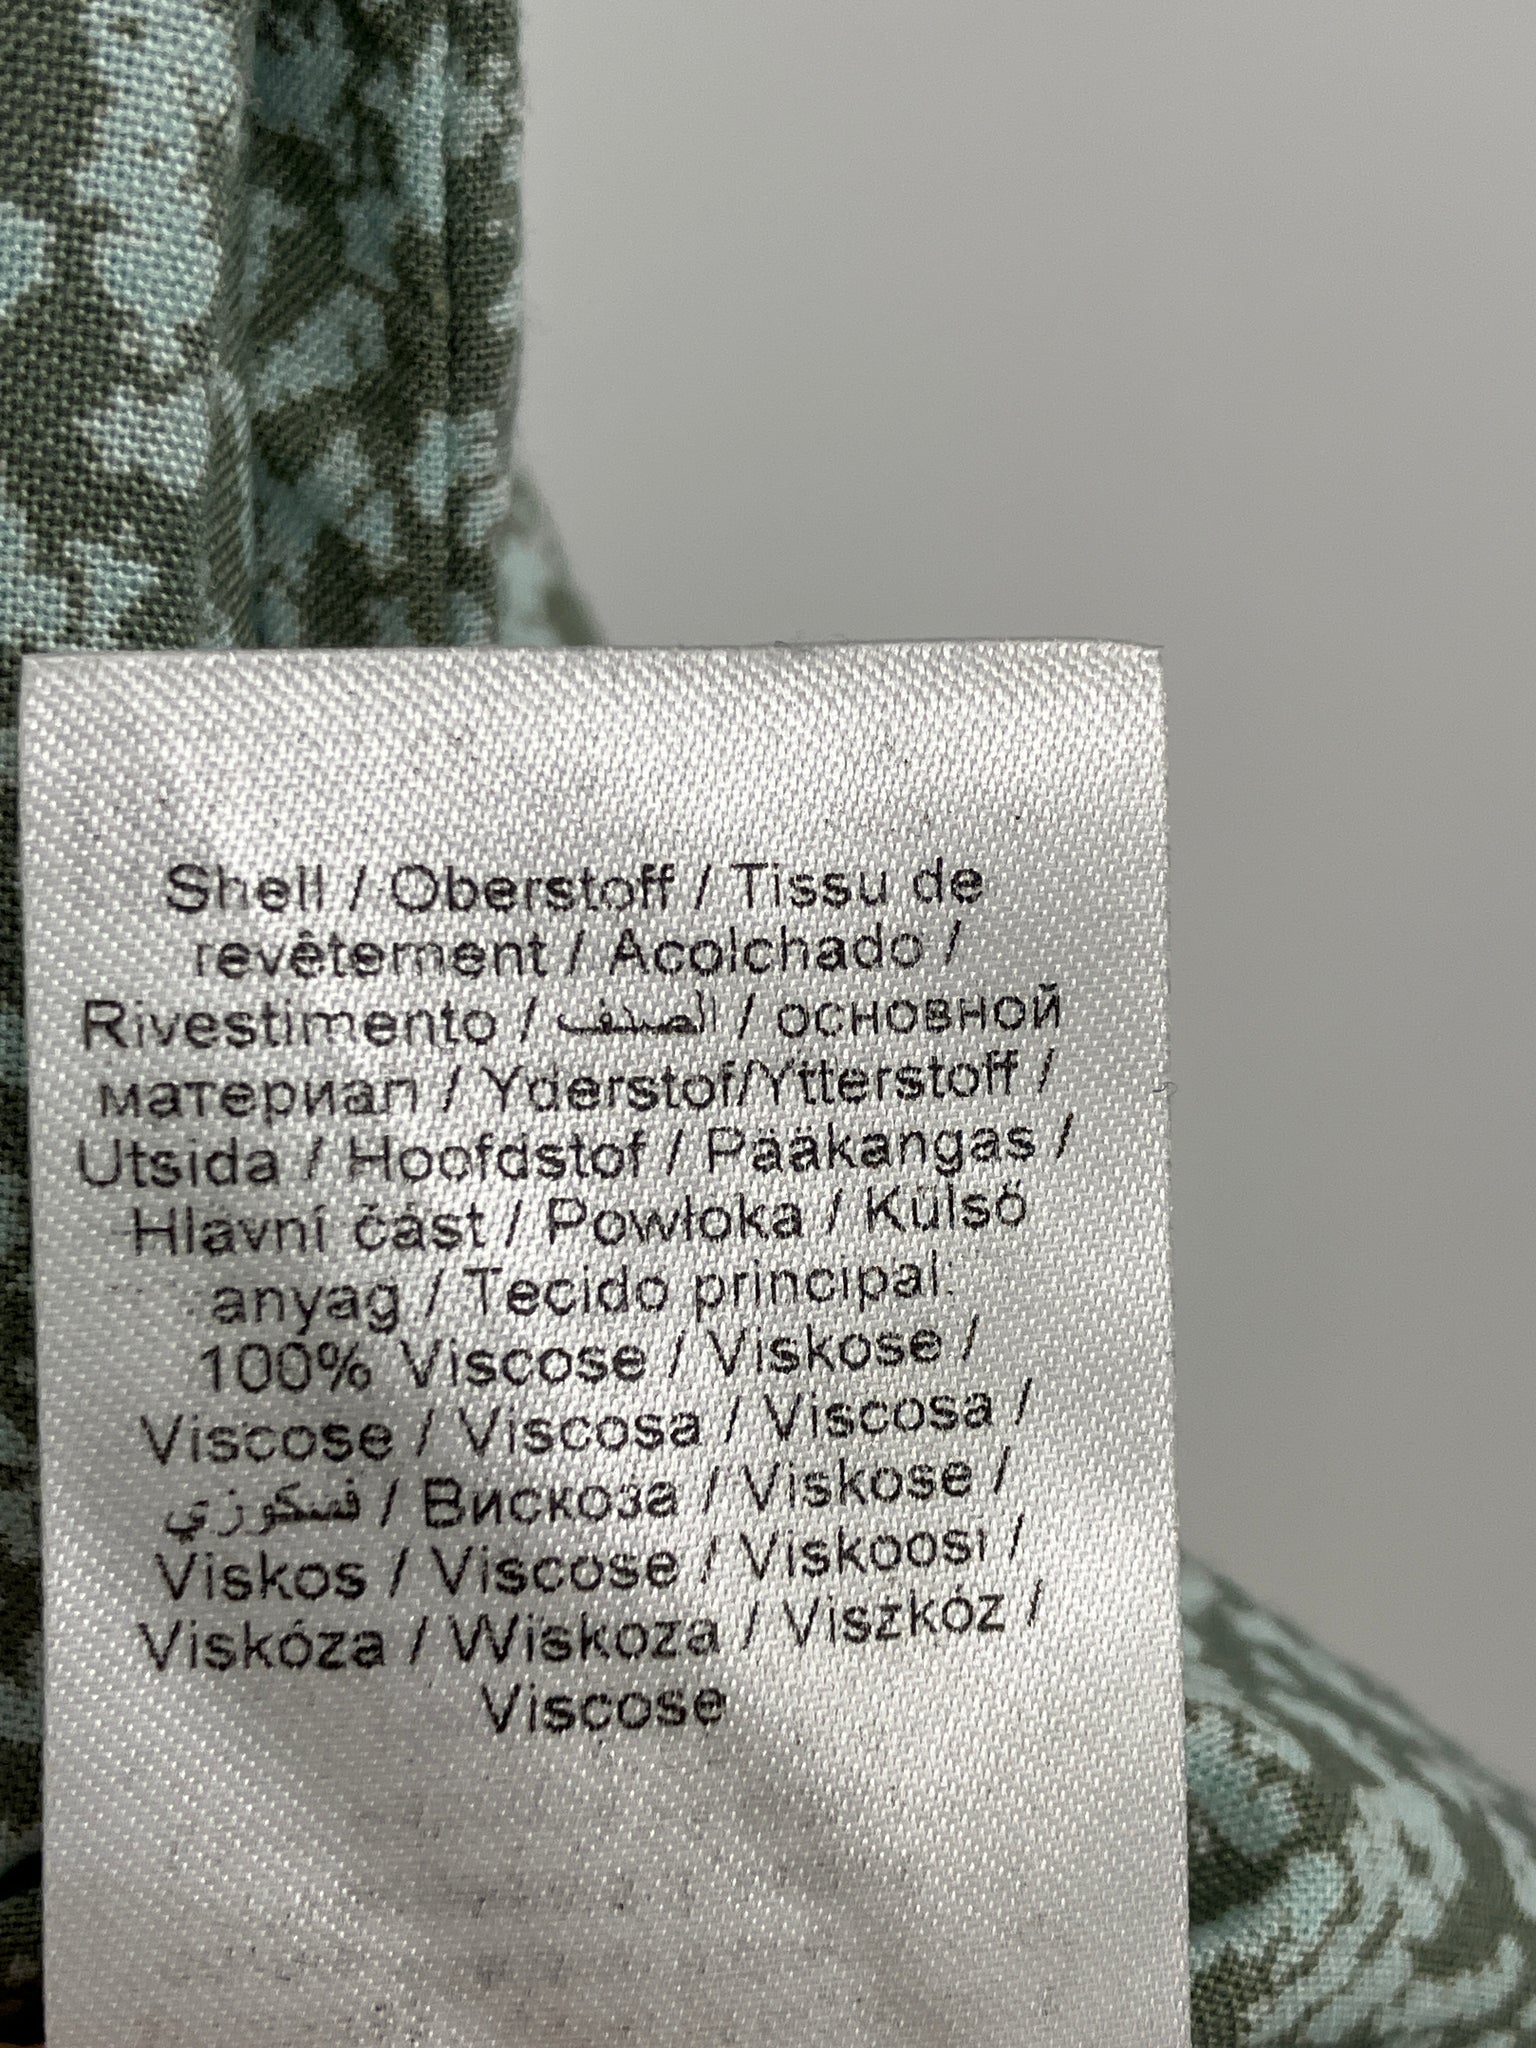 Shell / Oberstoff / Tissu de
revêtement / Acolchado /
Rivestimento / الصنف / основной
материал / Yderstof/Ytterstoff /
Utsida / Hoofdstof / Pääkangas /
Hlavní část / Powłoka / Külső
anyag / Tecido principal:
100% Viscose / Viskose /
Viscose / Viscosa / Viscosa /
فسكوزي / Вискоза / Viskose /
Viskos / Viscose / Viskoosi /
Viskóza / Wiskoza / Viszkóz /
Viscose